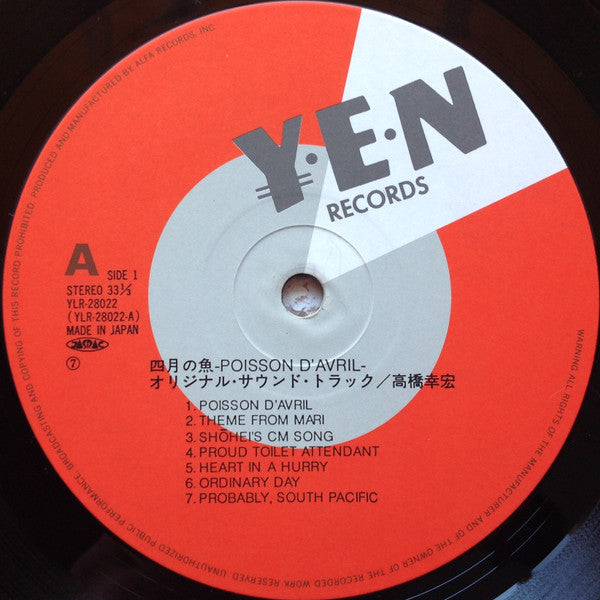 Y·E·N
RECORDS
A SIDE 1
STEREO 33⅓
YLR-28022
(YLR-28022-A)
MADE IN JAPAN
JASRAC
⑦
四月の魚-POISSON D'AVRIL-
オリジナル・サウンド・トラック／高橋幸宏
1. POISSON D'AVRIL
2. THEME FROM MARI
3. SHŌHEI'S CM SONG
4. PROUD TOILET ATTENDANT
5. HEART IN A HURRY
6. ORDINARY DAY
7. PROBABLY, SOUTH PACIFIC
WARNING: ALL RIGHTS OF THE MANUFACTURER AND OF THE OWNER OF THE RECORDED WORK RESERVED. UNAUTHORIZED PUBLIC PERFORMANCE BROADCASTING AND COPYING OF THIS RECORD PROHIBITED. PRODUCED AND MANUFACTURED BY ALFA RECORDS, INC.